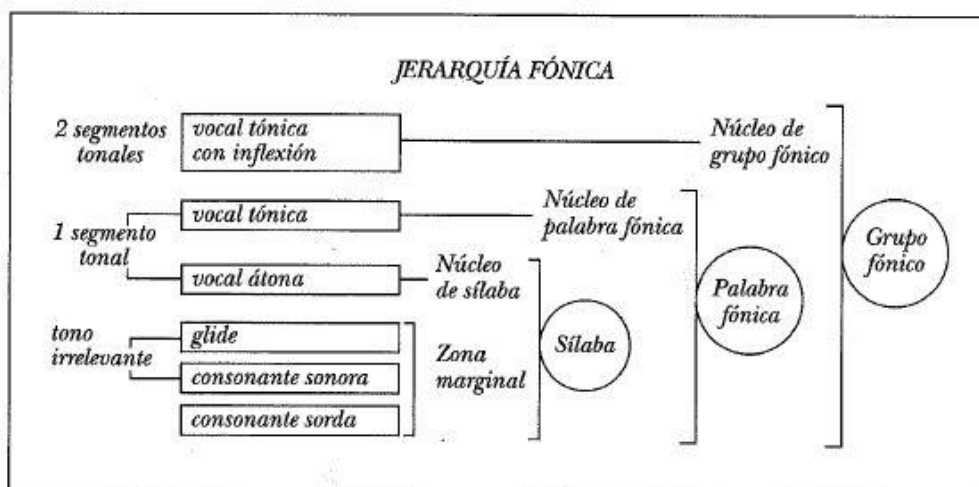 JERARQUÍA FÓNICA
2 segmentos
tonales
vocal tónica
con inflexión
Núcleo de
grupo fónico
1 segmento
tonal
vocal tónica
Núcleo de
palabra fónica
vocal átona
Núcleo
de sílaba
tono
irrelevante
glide
consonante sonora
consonante sorda
Zona
marginal
Sílaba
Palabra
fónica
Grupo
fónico